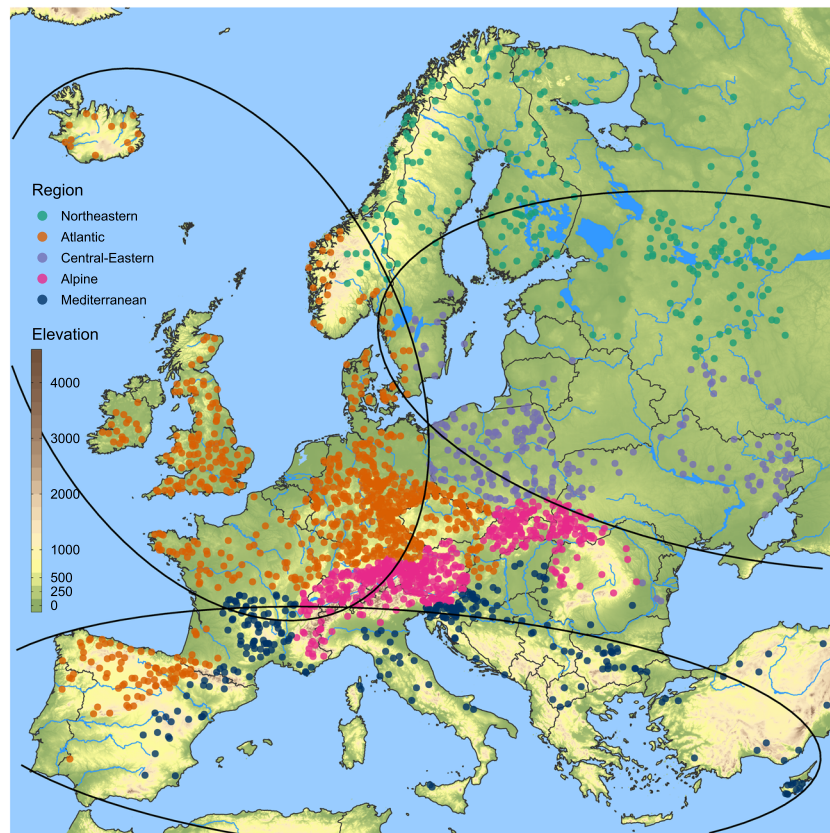 Region
Northeastern
Atlantic
Central-Eastern
Alpine
Mediterranean
Elevation
4000
3000
2000
1000
500
250
0